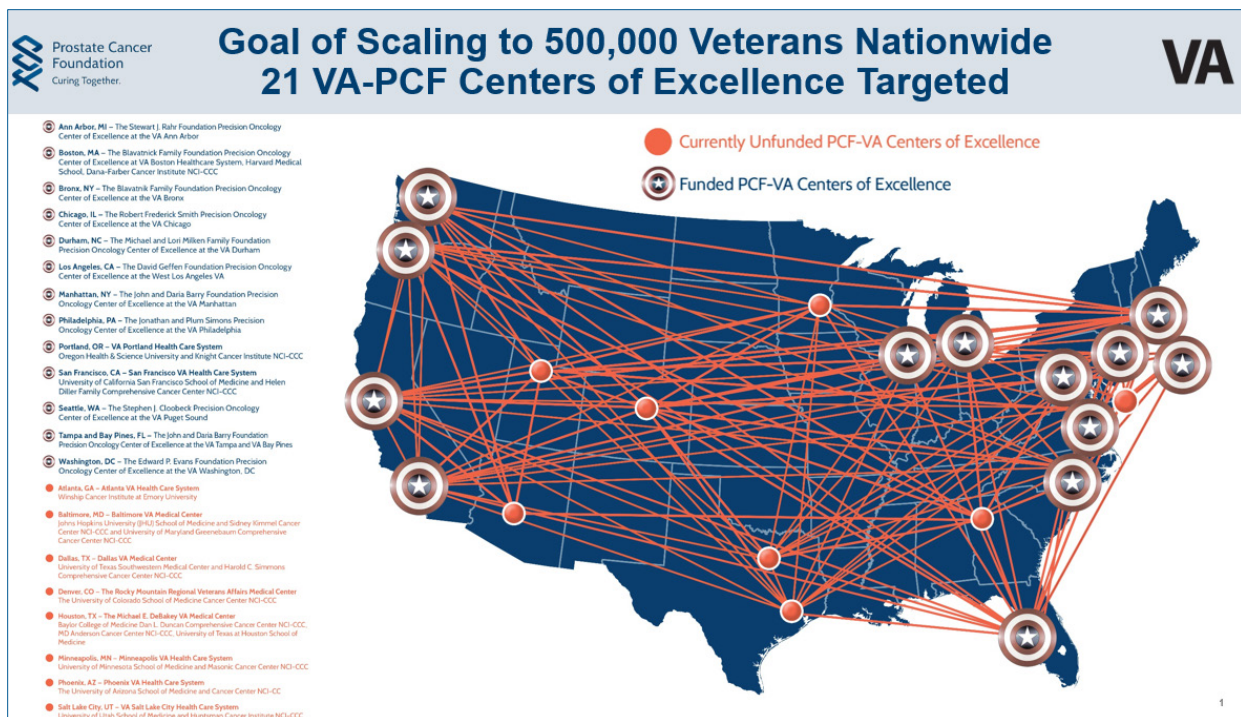 Prostate Cancer
Foundation
Curing Together.
Goal of Scaling to 500,000 Veterans Nationwide
21 VA-PCF Centers of Excellence Targeted
VA
Ann Arbor, MI – The Stewart J. Rahr Foundation Precision Oncology
Center of Excellence at the VA Ann Arbor
Boston, MA – The Blavatnick Family Foundation Precision Oncology
Center of Excellence at VA Boston Healthcare System, Harvard Medical
School, Dana-Farber Cancer Institute NCI-CCC
Bronx, NY – The Blavatnik Family Foundation Precision Oncology
Center of Excellence at the VA Bronx
Chicago, IL – The Robert Frederick Smith Precision Oncology
Center of Excellence at the VA Chicago
Durham, NC – The Michael and Lori Milken Family Foundation
Precision Oncology Center of Excellence at the VA Durham
Los Angeles, CA – The David Geffen Foundation Precision Oncology
Center of Excellence at the West Los Angeles VA
Manhattan, NY – The John and Daria Barry Foundation Precision
Oncology Center of Excellence at the VA Manhattan
Philadelphia, PA – The Jonathan and Plum Simons Precision
Oncology Center of Excellence at the VA Philadelphia
Portland, OR – VA Portland Health Care System
Oregon Health & Science University and Knight Cancer Institute NCI-CCC
San Francisco, CA – San Francisco VA Health Care System
University of California San Francisco School of Medicine and Helen
Diller Family Comprehensive Cancer Center NCI-CCC
Seattle, WA – The Stephen J. Cloobeck Precision Oncology
Center of Excellence at the VA Puget Sound
Tampa and Bay Pines, FL – The John and Daria Barry Foundation
Precision Oncology Center of Excellence at the VA Tampa and VA Bay Pines
Washington, DC – The Edward P. Evans Foundation Precision
Oncology Center of Excellence at the VA Washington, DC
Atlanta, GA – Atlanta VA Health Care System
Winship Cancer Institute at Emory University
Baltimore, MD – Baltimore VA Medical Center
Johns Hopkins University (JHU) School of Medicine and Sidney Kimmel Cancer
Center NCI-CCC and University of Maryland Greenebaum Comprehensive
Cancer Center NCI-CCC
Dallas, TX – Dallas VA Medical Center
University of Texas Southwestern Medical Center and Harold C. Simmons
Comprehensive Cancer Center NCI-CCC
Denver, CO – The Rocky Mountain Regional Veterans Affairs Medical Center
The University of Colorado School of Medicine Cancer Center NCI-CCC
Houston, TX – The Michael E. DeBakey VA Medical Center
Baylor College of Medicine Dan L. Duncan Comprehensive Cancer Center NCI-CCC,
MD Anderson Cancer Center NCI-CCC, University of Texas at Houston School of
Medicine
Minneapolis, MN – Minneapolis VA Health Care System
University of Minnesota School of Medicine and Masonic Cancer Center NCI-CCC
Phoenix, AZ – Phoenix VA Health Care System
The University of Arizona School of Medicine and Cancer Center NCI-CC
Salt Lake City, UT – VA Salt Lake City Health Care System
University of Utah School of Medicine and Huntsman Cancer Institute NCI-CCC
Currently Unfunded PCF-VA Centers of Excellence
Funded PCF-VA Centers of Excellence
1